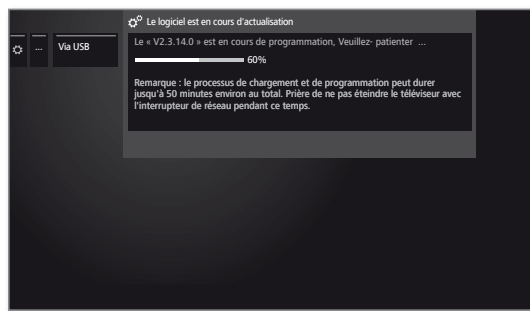 Le logiciel est en cours d'actualisation
... Via USB
Le « V2.3.14.0 » est en cours de programmation, Veuillez- patienter ...
60%
Remarque : le processus de chargement et de programmation peut durer
jusqu'à 50 minutes environ au total. Prière de ne pas éteindre le téléviseur avec
l'interrupteur de réseau pendant ce temps.